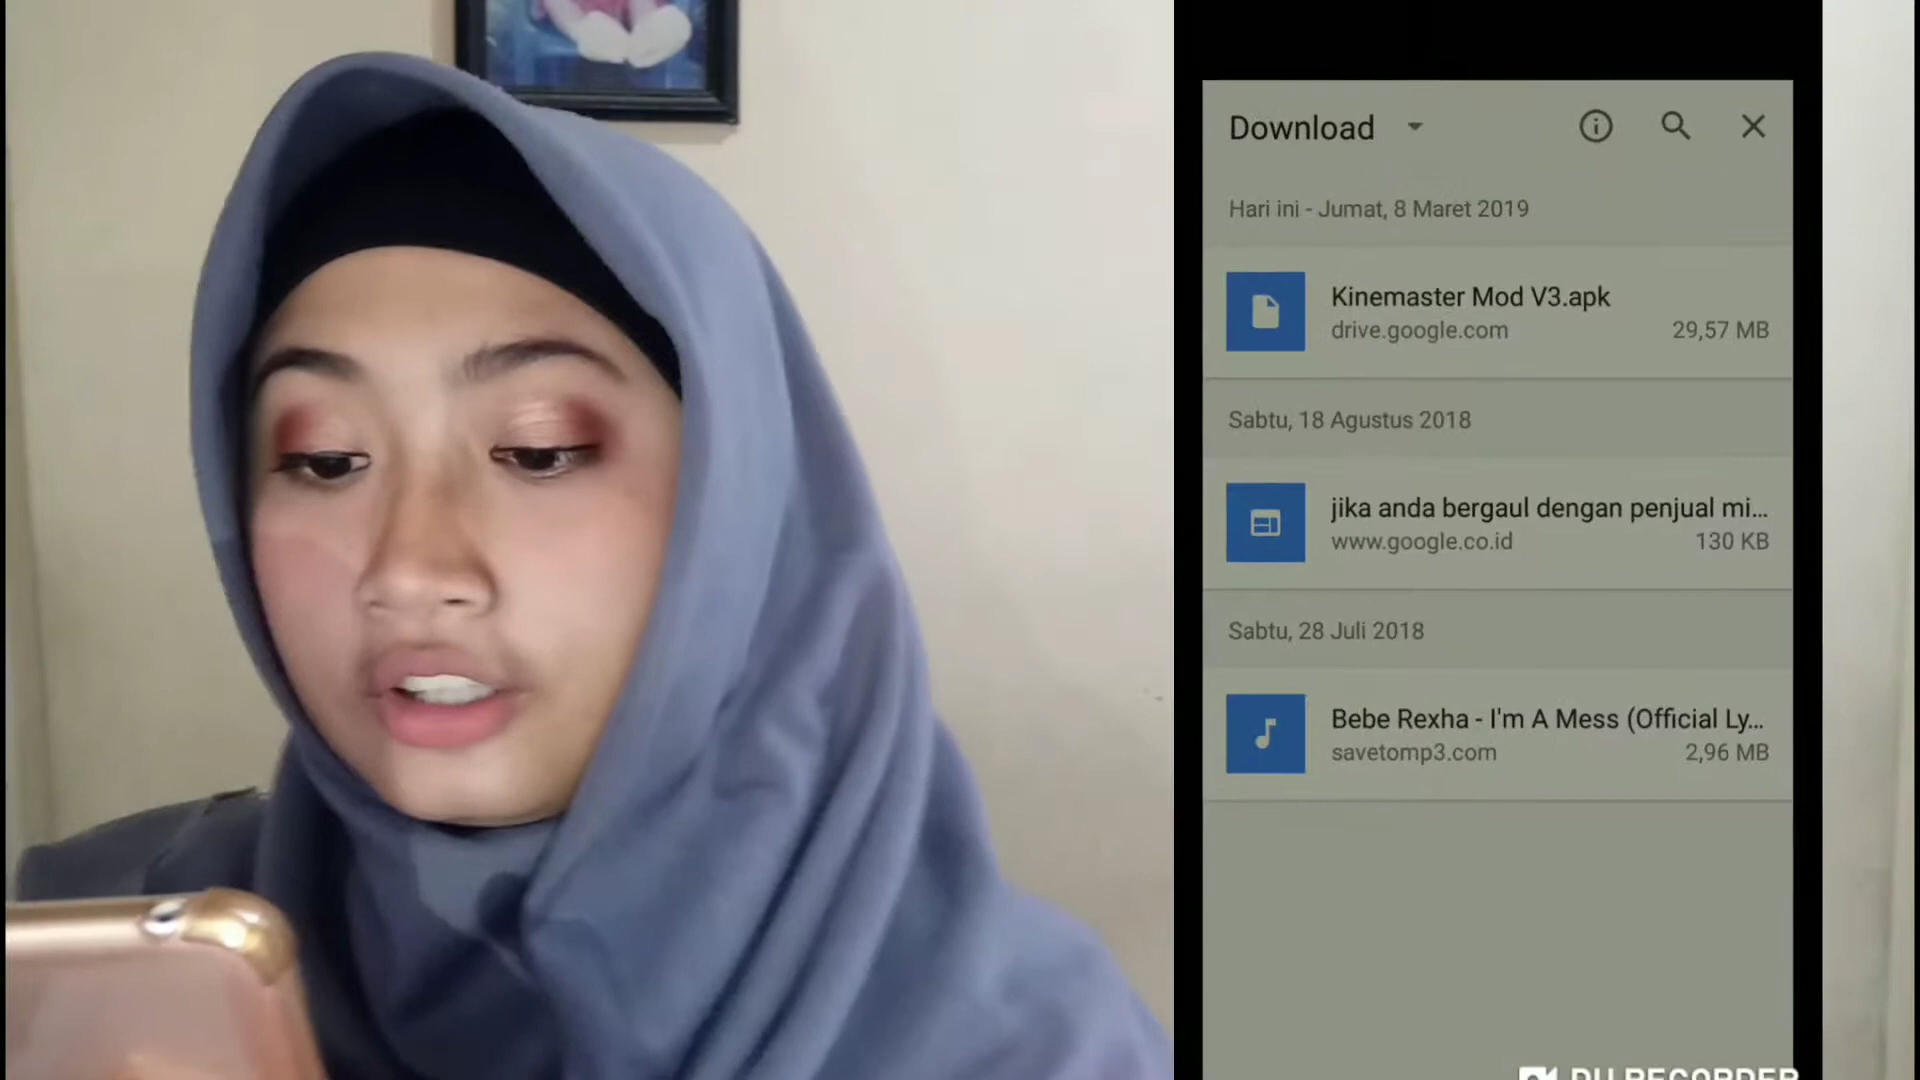 Download
Hari ini - Jumat, 8 Maret 2019
Kinemaster Mod V3.apk
drive.google.com 29,57 MB
Sabtu, 18 Agustus 2018
jika anda bergaul dengan penjual mi...
www.google.co.id 130 KB
Sabtu, 28 Juli 2018
Bebe Rexha - I'm A Mess (Official Ly...
savetomp3.com 2,96 MB
DU RECORDER